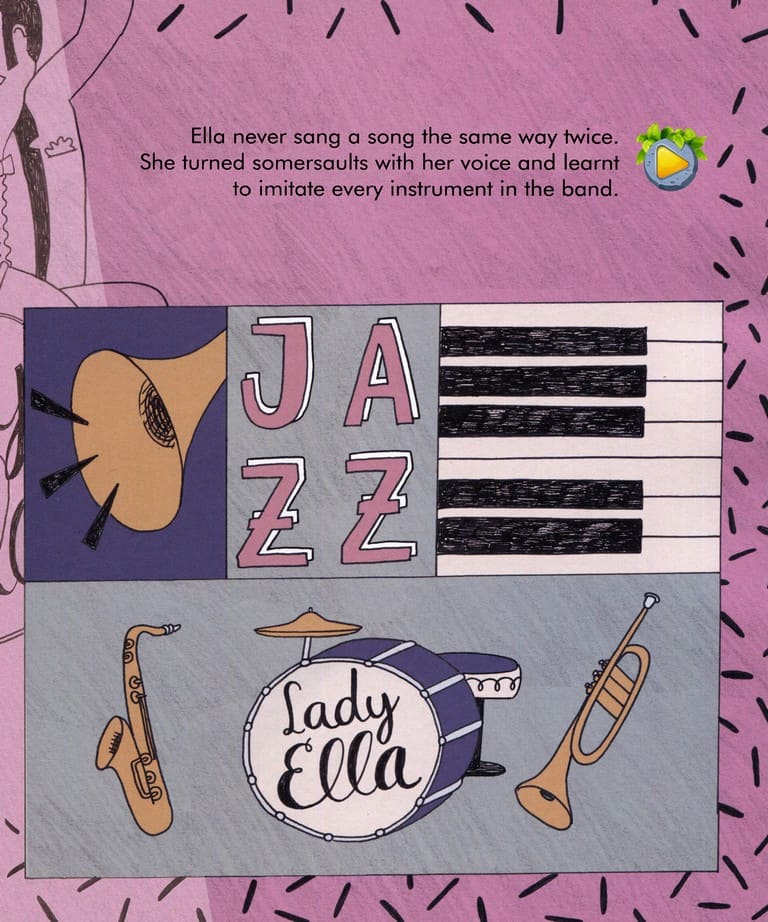 Ella never sang a song the same way twice.
She turned somersaults with her voice and learnt
to imitate every instrument in the band.
JA
ZZ
Lady
Ella